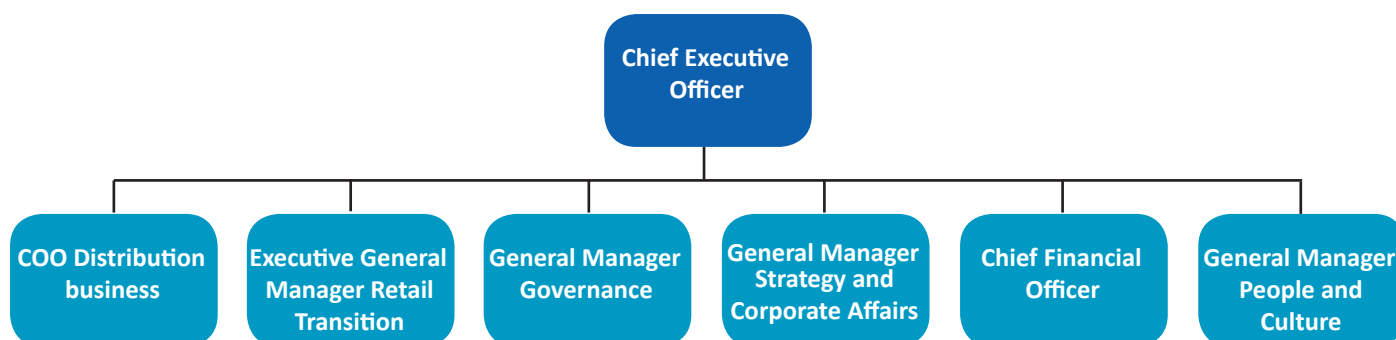 Chief Executive
Officer
COO Distribution
business
Executive General
Manager Retail
Transition
General Manager
Governance
General Manager
Strategy and
Corporate Affairs
Chief Financial
Officer
General Manager
People and
Culture